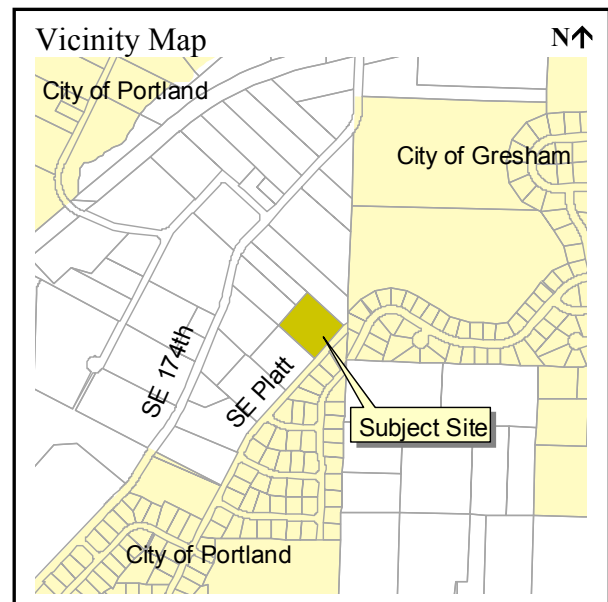 Vicinity Map
N↑
City of Portland
City of Gresham
SE 174th
SE Platt
Subject Site
City of Portland